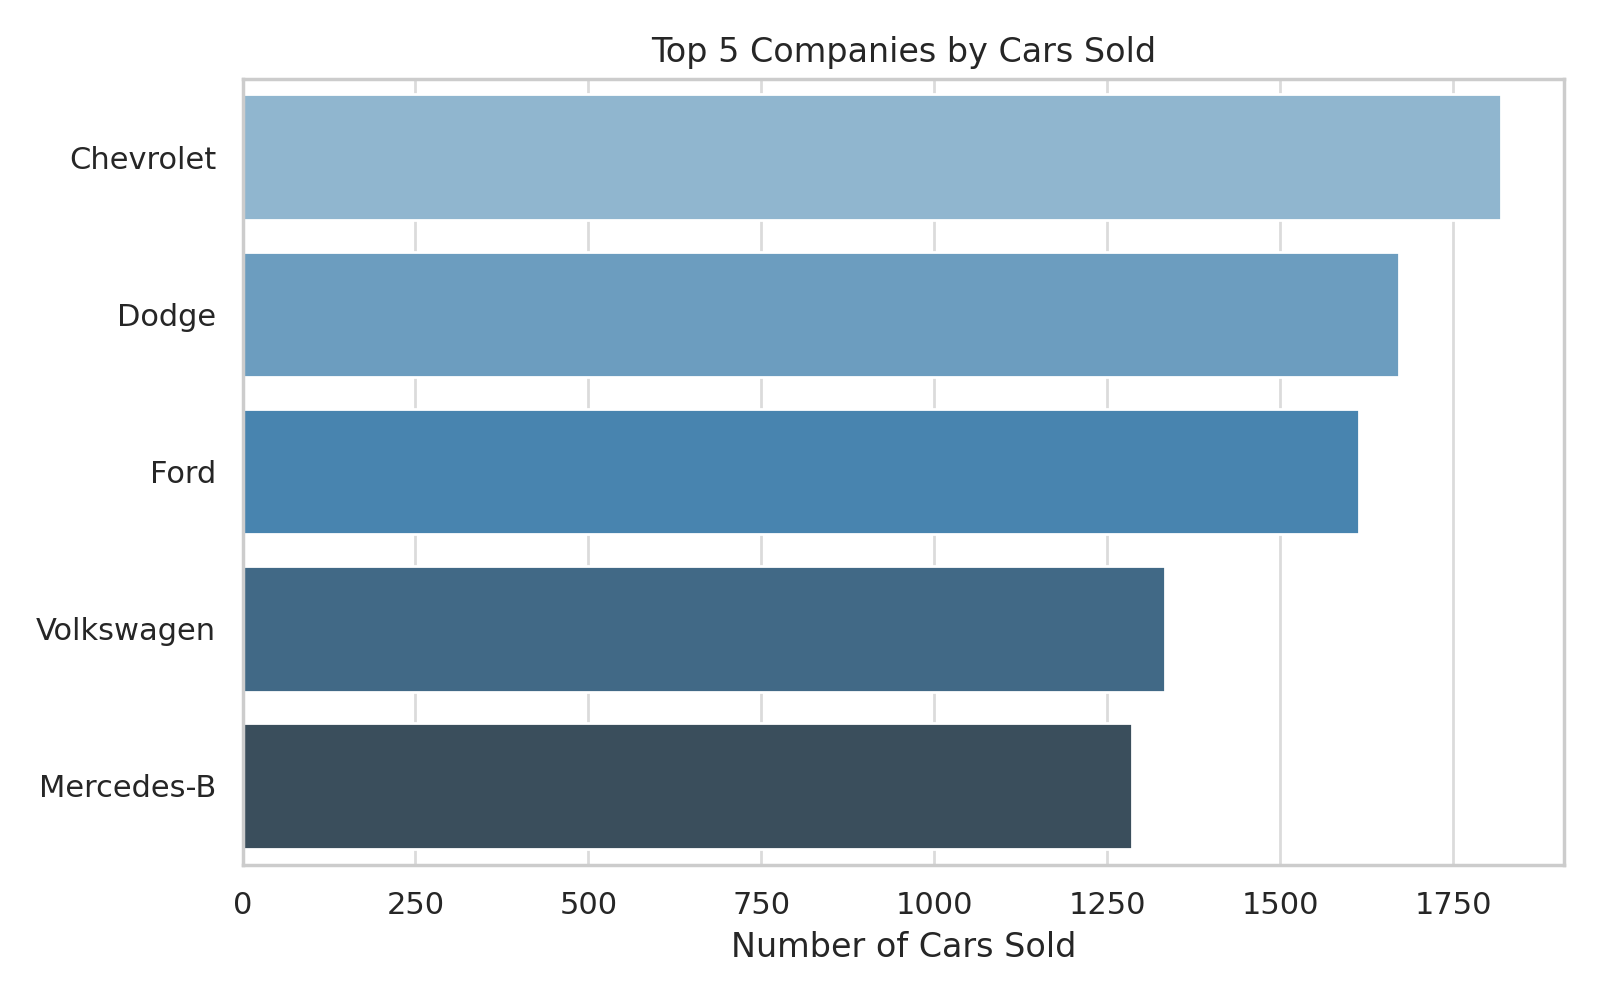 Top 5 Companies by Cars Sold
Chevrolet
Dodge
Ford
Volkswagen
Mercedes-B
0 250 500 750 1000 1250 1500 1750
Number of Cars Sold